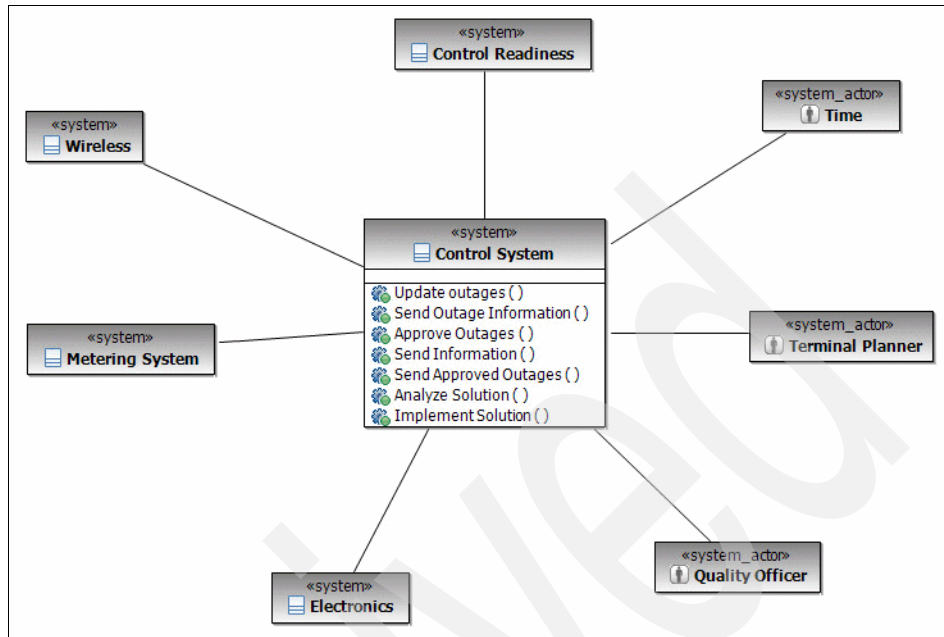 «system»
Control Readiness
«system_actor»
Time
«system»
Wireless
«system»
Control System
Update outages ( )
Send Outage Information ( )
Approve Outages ( )
Send Information ( )
Send Approved Outages ( )
Analyze Solution ( )
Implement Solution ( )
«system»
Metering System
«system_actor»
Terminal Planner
«system_actor»
Quality Officer
«system»
Electronics